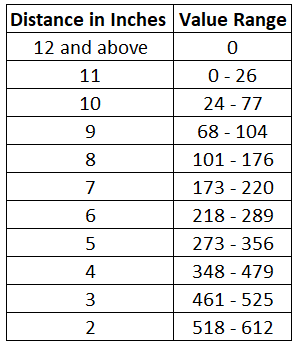 Distance in Inches Value Range
12 and above 0
11 0 - 26
10 24 - 77
9 68 - 104
8 101 - 176
7 173 - 220
6 218 - 289
5 273 - 356
4 348 - 479
3 461 - 525
2 518 - 612